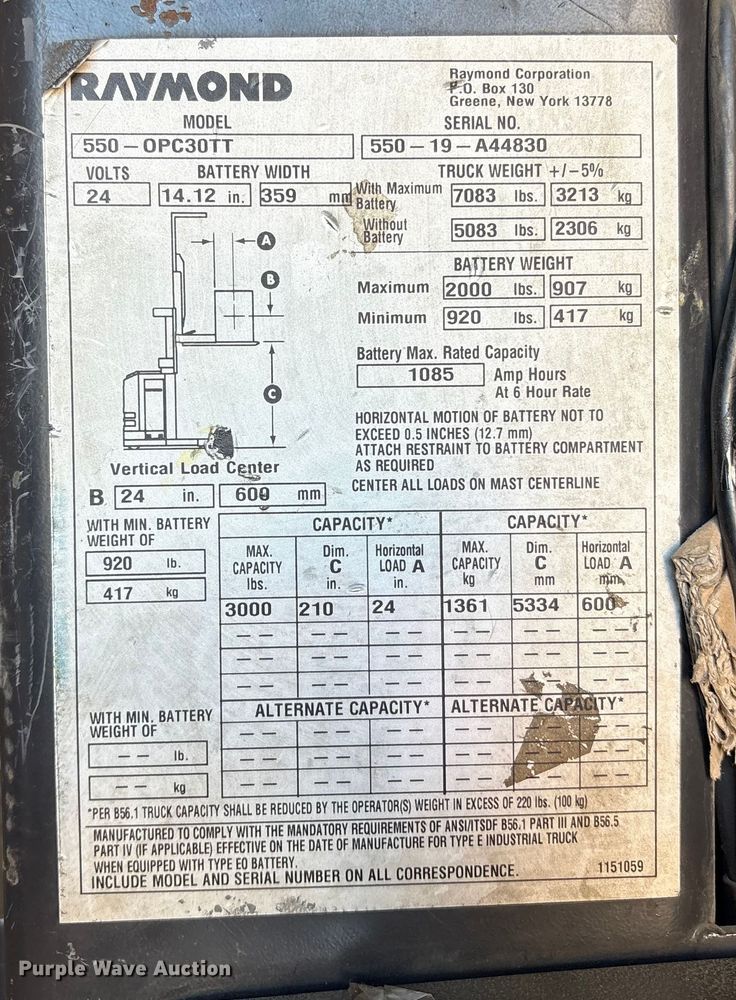 RAYMOND
Raymond Corporation
P.O. Box 130
Greene, New York 13778
MODEL
SERIAL NO.
550-OPC30TT
550-19-A44830
VOLTS
BATTERY WIDTH
TRUCK WEIGHT +/-5%
24
14.12 in. 359 mm
With Maximum Battery 7083 lbs. 3213 kg
Without Battery 5083 lbs. 2306 kg
A
B
C
BATTERY WEIGHT
Maximum 2000 lbs. 907 kg
Minimum 920 lbs. 417 kg
Battery Max. Rated Capacity
1085 Amp Hours
At 6 Hour Rate
HORIZONTAL MOTION OF BATTERY NOT TO
EXCEED 0.5 INCHES (12.7 mm)
ATTACH RESTRAINT TO BATTERY COMPARTMENT
AS REQUIRED
CENTER ALL LOADS ON MAST CENTERLINE
Vertical Load Center
B 24 in. 600 mm
WITH MIN. BATTERY
WEIGHT OF
920 lb.
417 kg
CAPACITY* CAPACITY*
MAX. CAPACITY lbs. Dim. C in. Horizontal LOAD A in. MAX. CAPACITY kg Dim. C mm Horizontal LOAD A mm
3000 210 24 1361 5334 600
-- -- -- -- -- --
-- -- -- -- -- --
-- -- -- -- -- --
WITH MIN. BATTERY
WEIGHT OF
-- lb.
-- kg
ALTERNATE CAPACITY* ALTERNATE CAPACITY*
-- -- -- -- -- --
-- -- -- -- -- --
-- -- -- -- -- --
*PER B56.1 TRUCK CAPACITY SHALL BE REDUCED BY THE OPERATOR(S) WEIGHT IN EXCESS OF 220 lbs. (100 kg)
MANUFACTURED TO COMPLY WITH THE MANDATORY REQUIREMENTS OF ANSI/ITSDF B56.1 PART III AND B56.5
PART IV (IF APPLICABLE) EFFECTIVE ON THE DATE OF MANUFACTURE FOR TYPE E INDUSTRIAL TRUCK
WHEN EQUIPPED WITH TYPE EO BATTERY.
INCLUDE MODEL AND SERIAL NUMBER ON ALL CORRESPONDENCE.
1151059
Purple Wave Auction